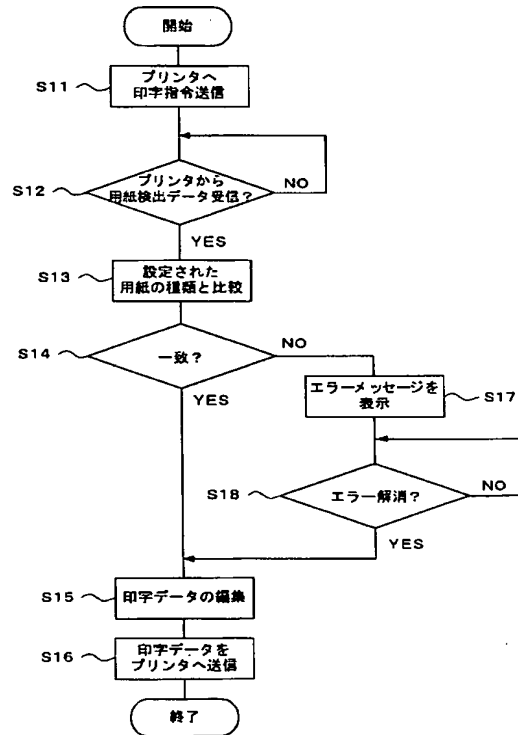 開始
S11
プリンタへ
印字指令送信
S12
プリンタから
用紙検出データ受信?
NO
YES
S13
設定された
用紙の種類と比較
S14
一致?
NO
YES
エラーメッセージを
表示
S17
S18
エラー解消?
NO
YES
S15
印字データの編集
S16
印字データを
プリンタへ送信
終了